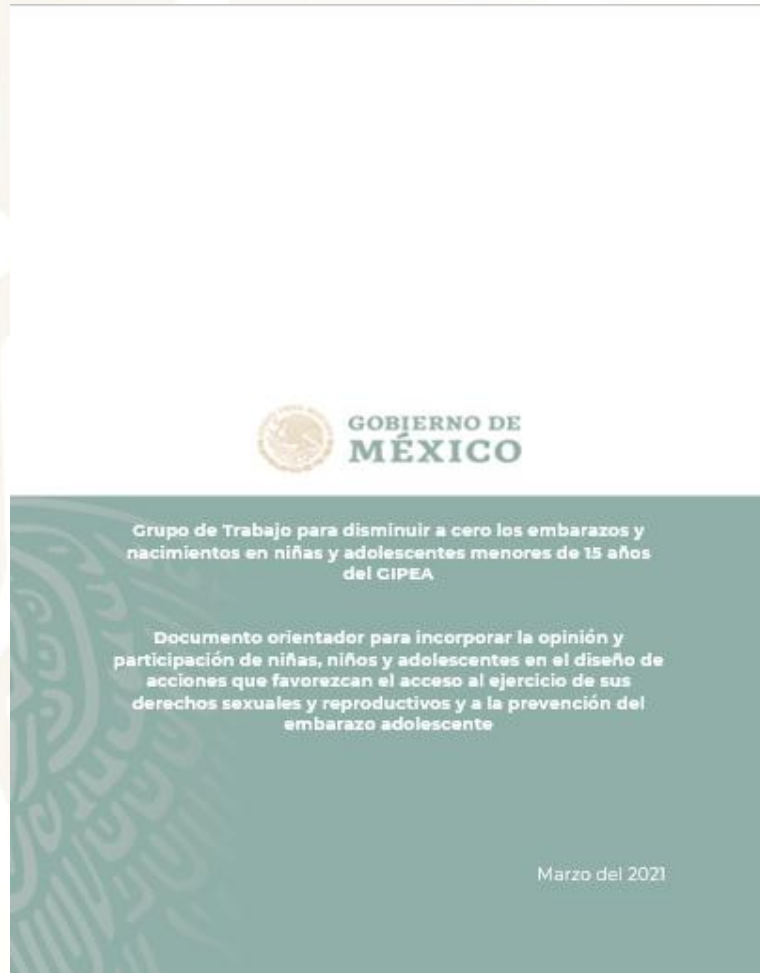 GOBIERNO DE
MÉXICO
Grupo de Trabajo para disminuir a cero los embarazos y
nacimientos en niñas y adolescentes menores de 15 años
del GIPEA
Documento orientador para incorporar la opinión y
participación de niñas, niños y adolescentes en el diseño de
acciones que favorezcan el acceso al ejercicio de sus
derechos sexuales y reproductivos y a la prevención del
embarazo adolescente
Marzo del 2021